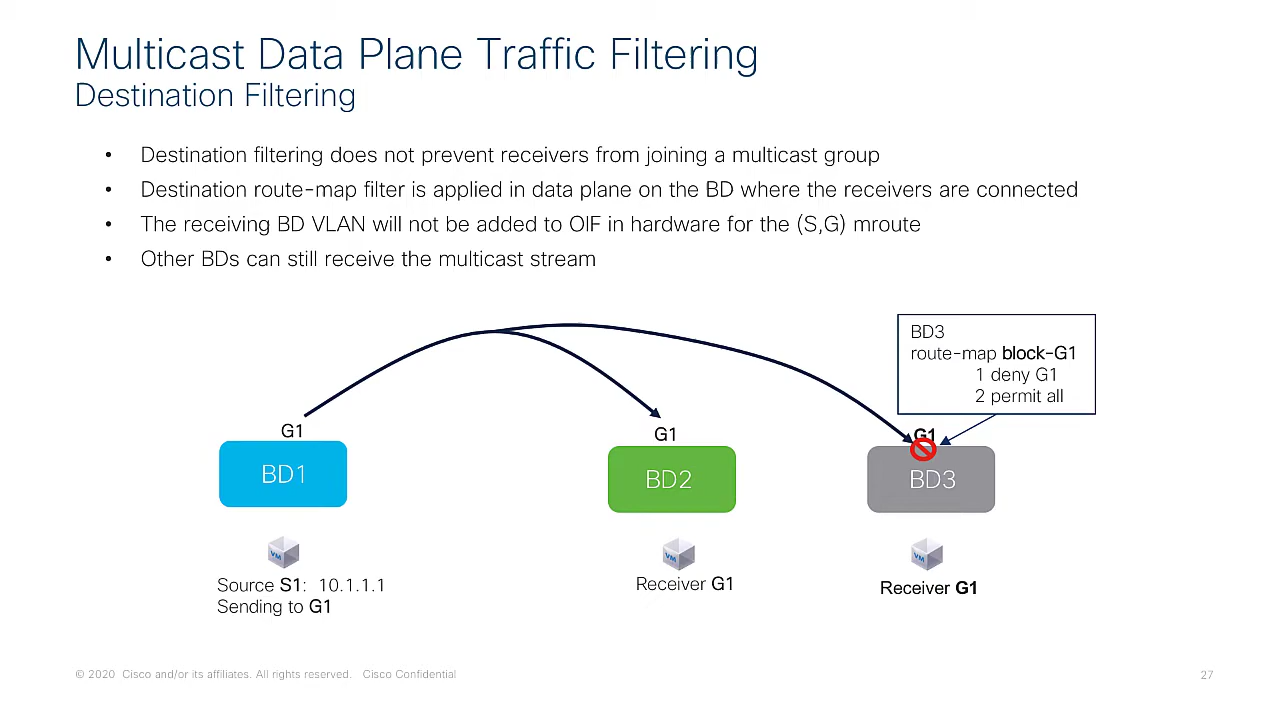 Multicast Data Plane Traffic Filtering
Destination Filtering
• Destination filtering does not prevent receivers from joining a multicast group
• Destination route-map filter is applied in data plane on the BD where the receivers are connected
• The receiving BD VLAN will not be added to OIF in hardware for the (S,G) mroute
• Other BDs can still receive the multicast stream
BD3
route-map block-G1
1 deny G1
2 permit all
G1
G1
G1
BD1
BD2
BD3
VM
VM
VM
Source S1: 10.1.1.1
Sending to G1
Receiver G1
Receiver G1
© 2020 Cisco and/or its affiliates. All rights reserved. Cisco Confidential
27